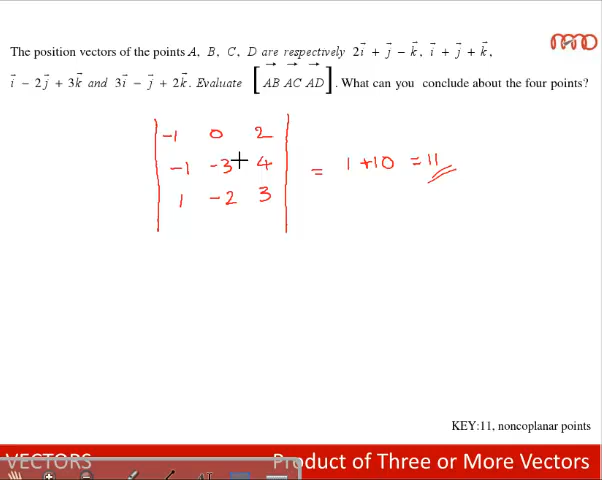 The position vectors of the points A, B, C, D are respectively 2i⃗ + j⃗ − k⃗, i⃗ + j⃗ + k⃗,
i⃗ − 2j⃗ + 3k⃗ and 3i⃗ − j⃗ + 2k⃗. Evaluate [AB⃗ AC⃗ AD⃗]. What can you conclude about the four points?
-1 0 2
-1 -3 4 = 1 + 10 = 11
1 -2 3
KEY:11, noncoplanar points
VECTORS Product of Three or More Vectors